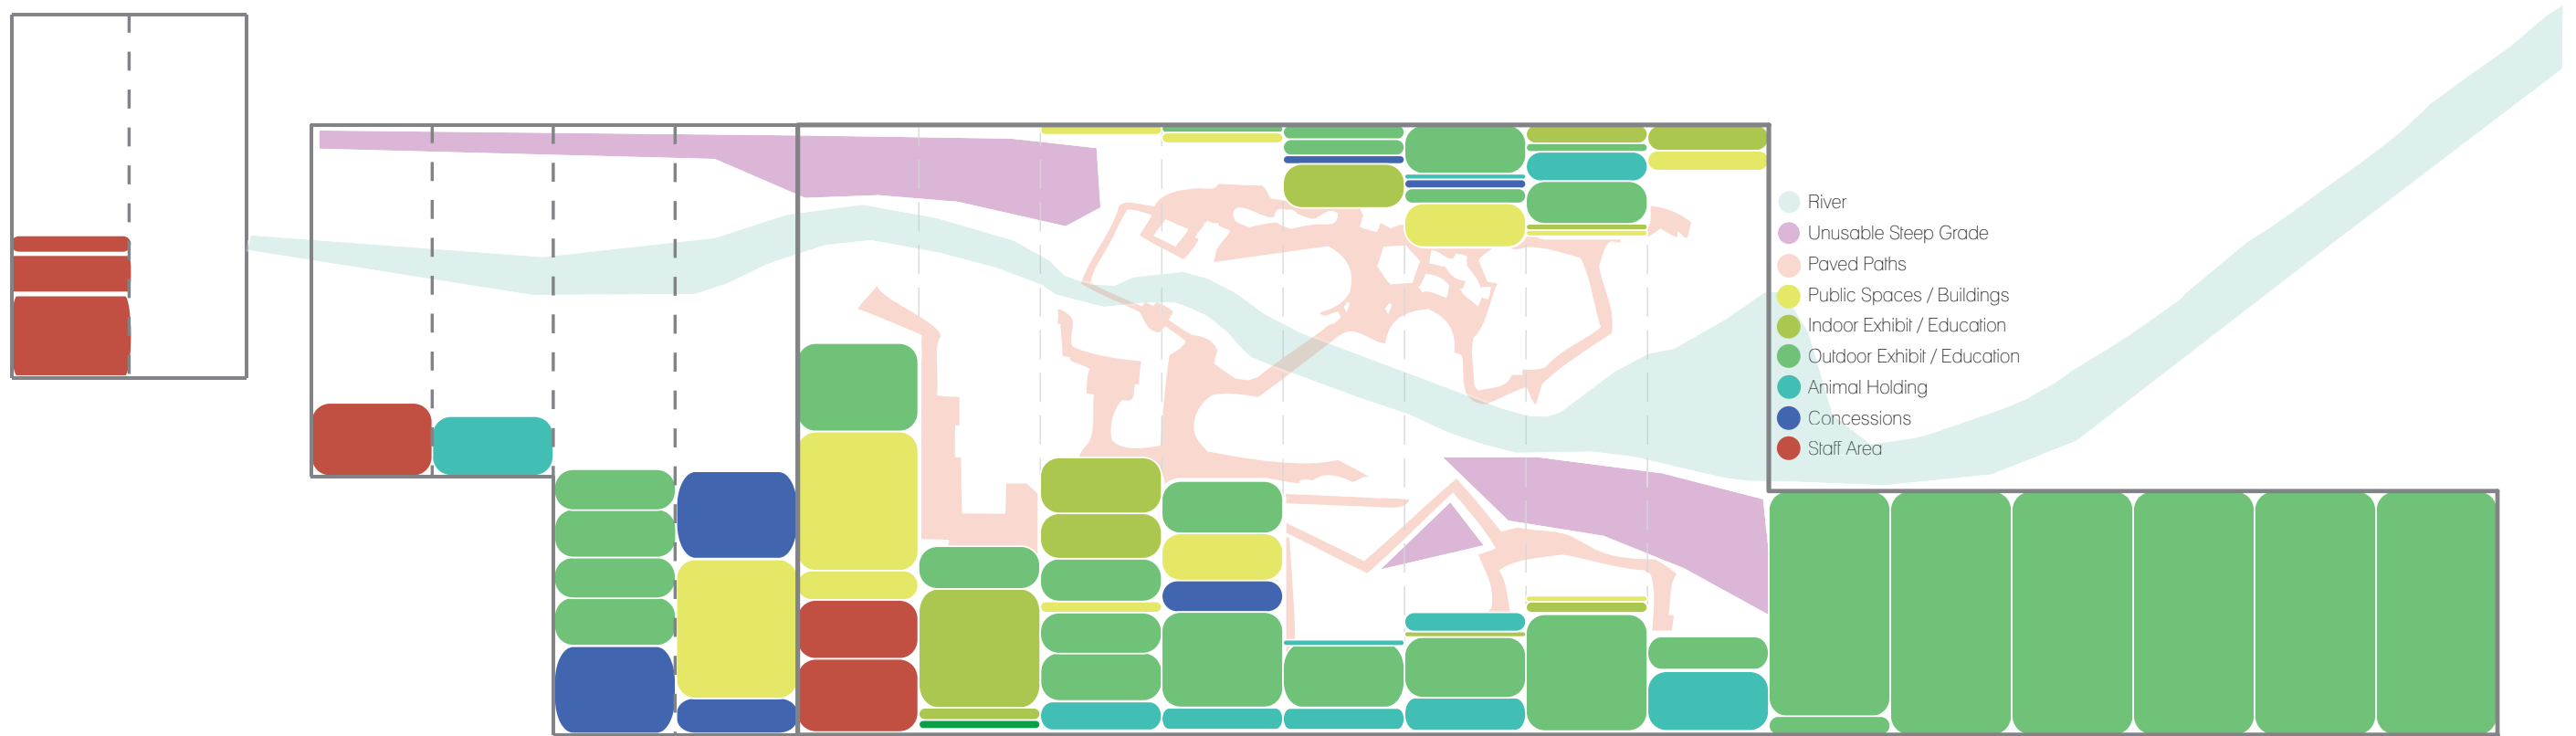 River
Unusable Steep Grade
Paved Paths
Public Spaces / Buildings
Indoor Exhibit / Education
Outdoor Exhibit / Education
Animal Holding
Concessions
Staff Area